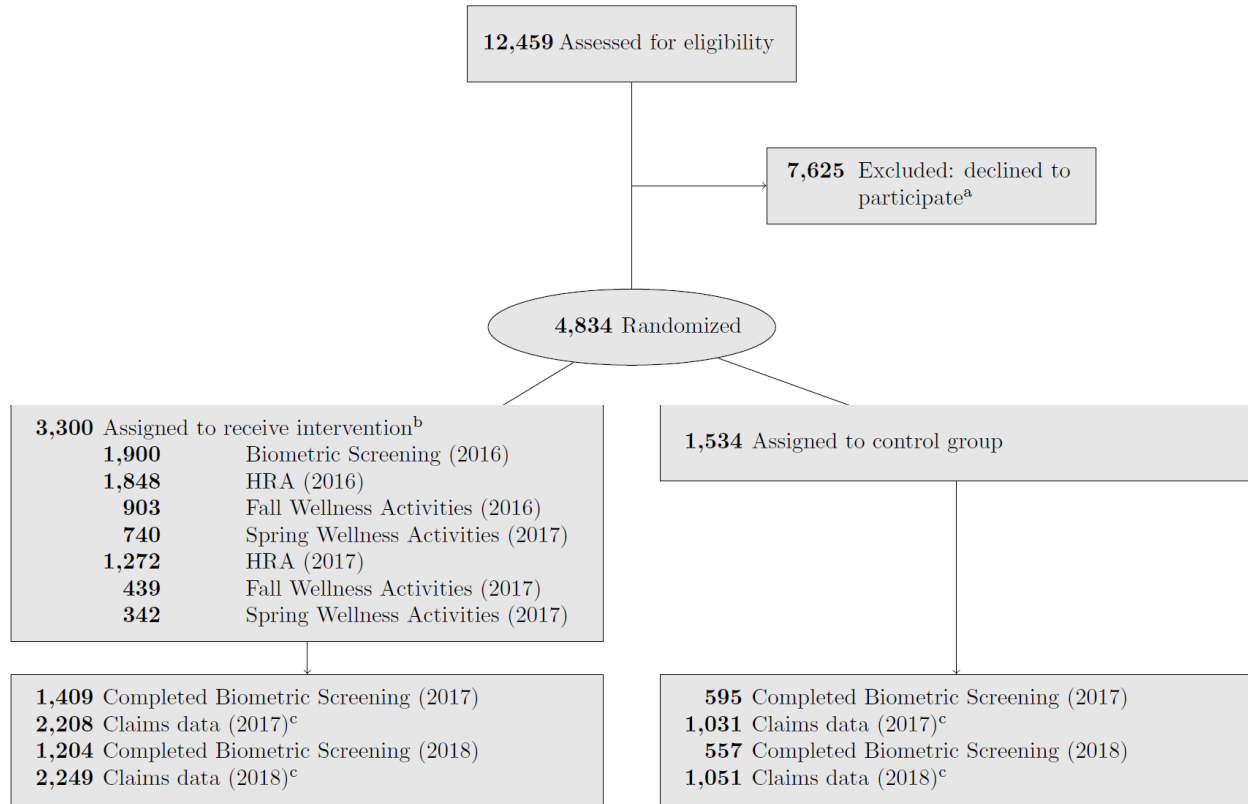 12,459 Assessed for eligibility
7,625 Excluded: declined to
participateᵃ
4,834 Randomized
3,300 Assigned to receive interventionᵇ
1,900 Biometric Screening (2016)
1,848 HRA (2016)
903 Fall Wellness Activities (2016)
740 Spring Wellness Activities (2017)
1,272 HRA (2017)
439 Fall Wellness Activities (2017)
342 Spring Wellness Activities (2017)
1,534 Assigned to control group
1,409 Completed Biometric Screening (2017)
2,208 Claims data (2017)ᶜ
1,204 Completed Biometric Screening (2018)
2,249 Claims data (2018)ᶜ
595 Completed Biometric Screening (2017)
1,031 Claims data (2017)ᶜ
557 Completed Biometric Screening (2018)
1,051 Claims data (2018)ᶜ